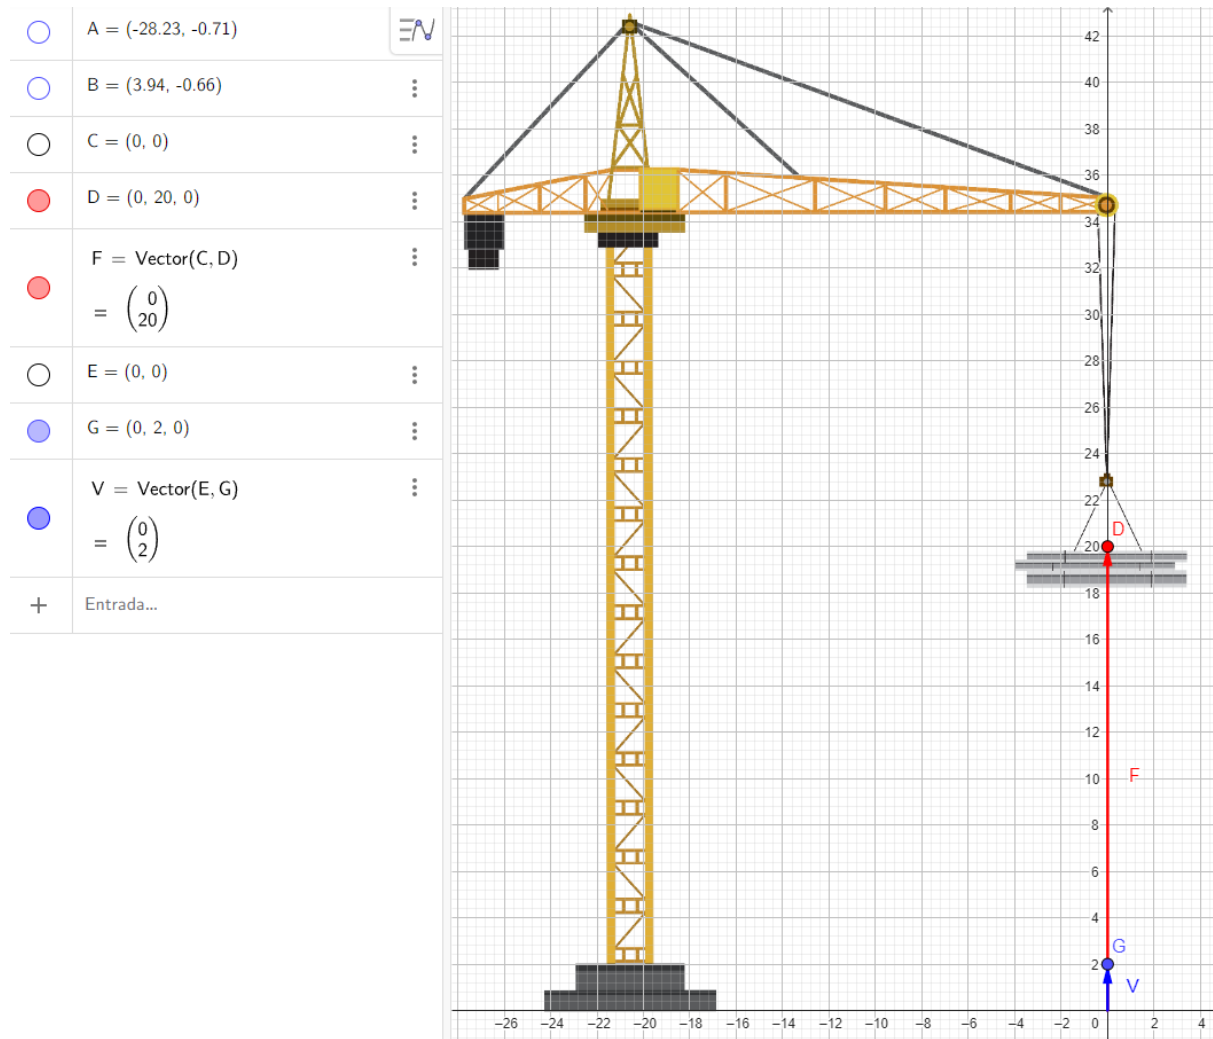 A = (-28.23, -0.71)
B = (3.94, -0.66)
C = (0, 0)
D = (0, 20, 0)
F = Vector(C, D)
= (0
20)
E = (0, 0)
G = (0, 2, 0)
V = Vector(E, G)
= (0
2)
+ Entrada...
42
40
38
36
34
32
30
28
26
24
22
D
20
18
16
14
12
10
F
8
6
4
G
2
V
−26 −24 −22 −20 −18 −16 −14 −12 −10 −8 −6 −4 −2 0 2 4